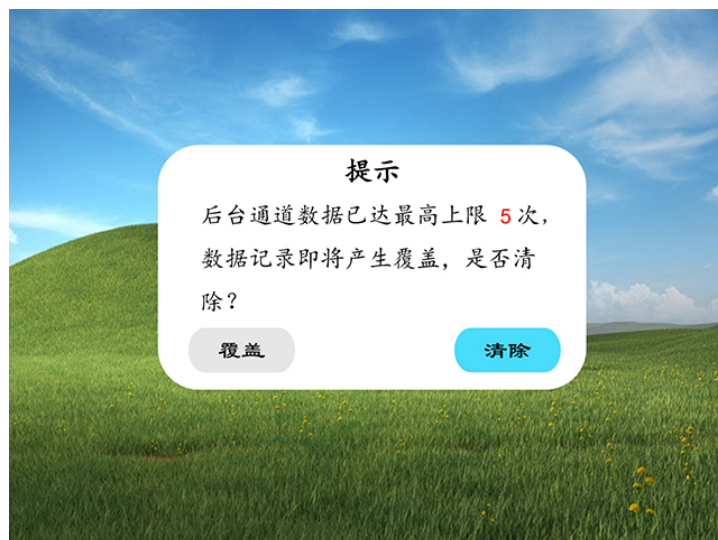 提示
后台通道数据已达最高上限 5次,
数据记录即将产生覆盖，是否清
除？
覆盖
清除